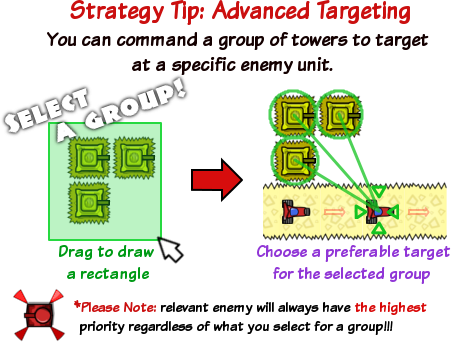 Strategy Tip: Advanced Targeting
You can command a group of towers to target
at a specific enemy unit.
SELECT
A GROUP!
Drag to draw
a rectangle
Choose a preferable target
for the selected group
*Please Note: relevant enemy will always have the highest
priority regardless of what you select for a group!!!